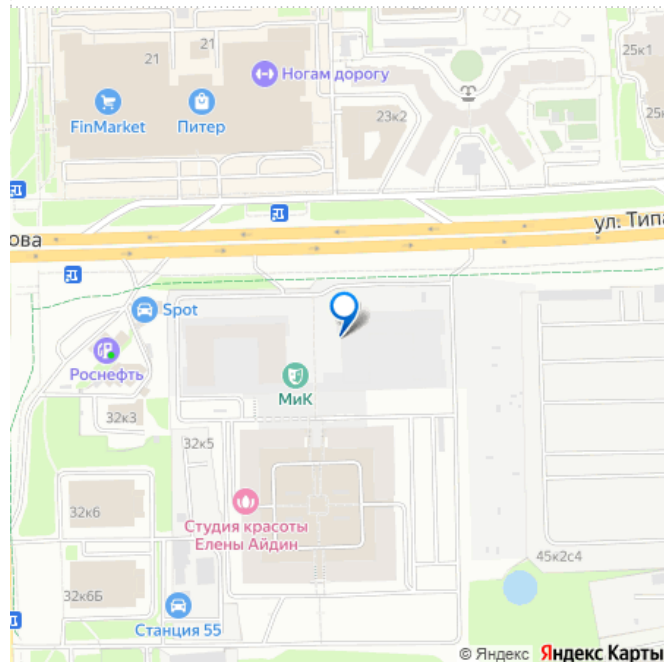 21
21
25к1
Ногам дорогу
FinMarket
Питер
23к2
25к
ова
ул. Типа
Spot
Роснефть
МиК
32к3
32к5
Студия красоты
Елены Айдин
32к6
45к2с4
32к6Б
Станция 55
© Яндекс Яндекс Карты